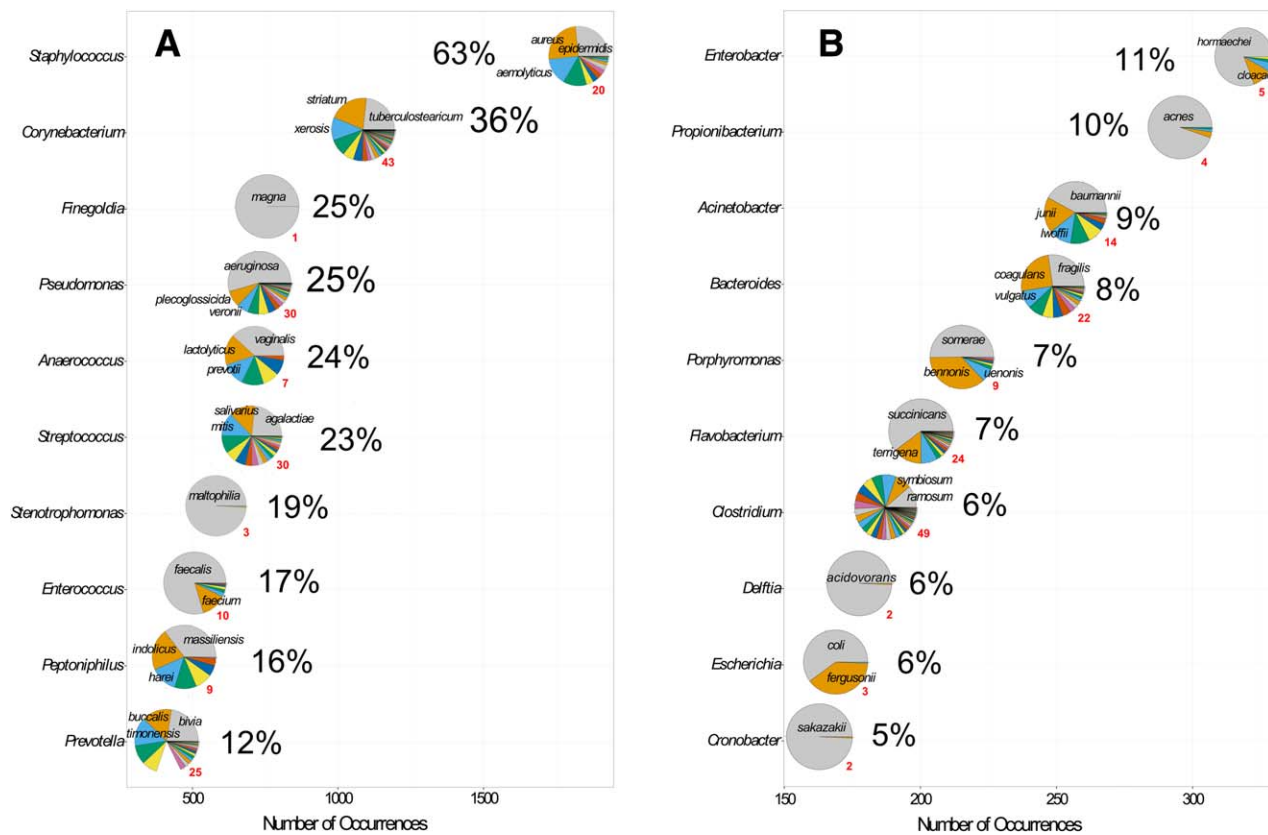 A
Staphylococcus
63%
aureus
epidermidis
aemolyticus
20
Corynebacterium
striatum
tuberculostearicum
xerosis
36%
43
Finegoldia
magna
25%
1
Pseudomonas
aeruginosa
plecoglossicida
veronii
25%
30
Anaerococcus
vaginalis
lactolyticus
prevotii
24%
7
Streptococcus
salivarius
agalactiae
mitis
23%
30
Stenotrophomonas
maltophilia
19%
3
Enterococcus
faecalis
faecium
17%
10
Peptoniphilus
massiliensis
indolicus
harei
16%
9
Prevotella
buccalis
bivia
timonensis
12%
25
500 1000 1500
Number of Occurrences
B
Enterobacter
11%
hormaechei
cloacae
5
Propionibacterium
10%
acnes
4
Acinetobacter
baumannii
junii
lwoffii
9%
14
Bacteroides
coagulans
fragilis
vulgatus
8%
22
Porphyromonas
somerae
bennonis
uenonis
7%
9
Flavobacterium
succinicans
terrigena
7%
24
Clostridium
symbiosum
ramosum
6%
49
Delftia
acidovorans
6%
2
Escherichia
coli
fergusonii
6%
3
Cronobacter
sakazakii
5%
2
150 200 250 300
Number of Occurrences